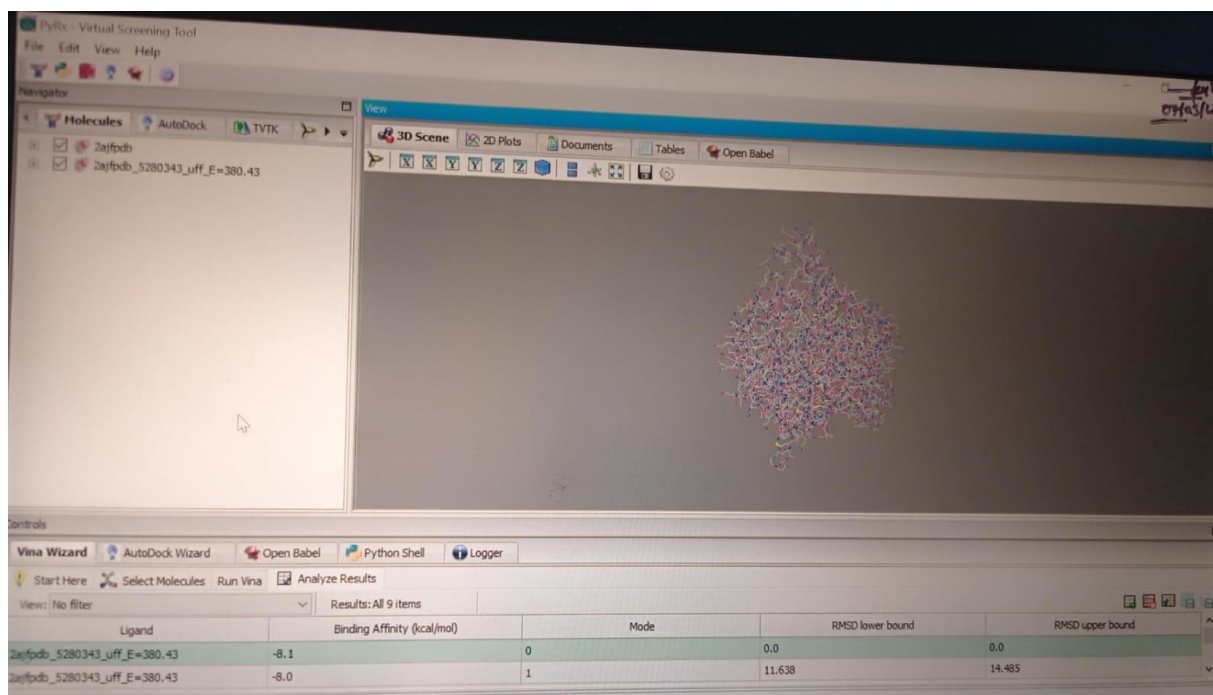 PyRx - Virtual Screening Tool
File Edit View Help
Navigator
View
Molecules AutoDock TVTK
3D Scene 2D Plots Documents Tables Open Babel
2ajfpdb
2ajfpdb_5280343_uff_E=380.43
X X Y Y Z Z
Controls
Vina Wizard AutoDock Wizard Open Babel Python Shell Logger
Start Here Select Molecules Run Vina Analyze Results
View: No filter Results: All 9 items
Ligand Binding Affinity (kcal/mol) Mode RMSD lower bound RMSD upper bound
2ajfpdb_5280343_uff_E=380.43 -8.1 0 0.0 0.0
2ajfpdb_5280343_uff_E=380.43 -8.0 1 11.638 14.485